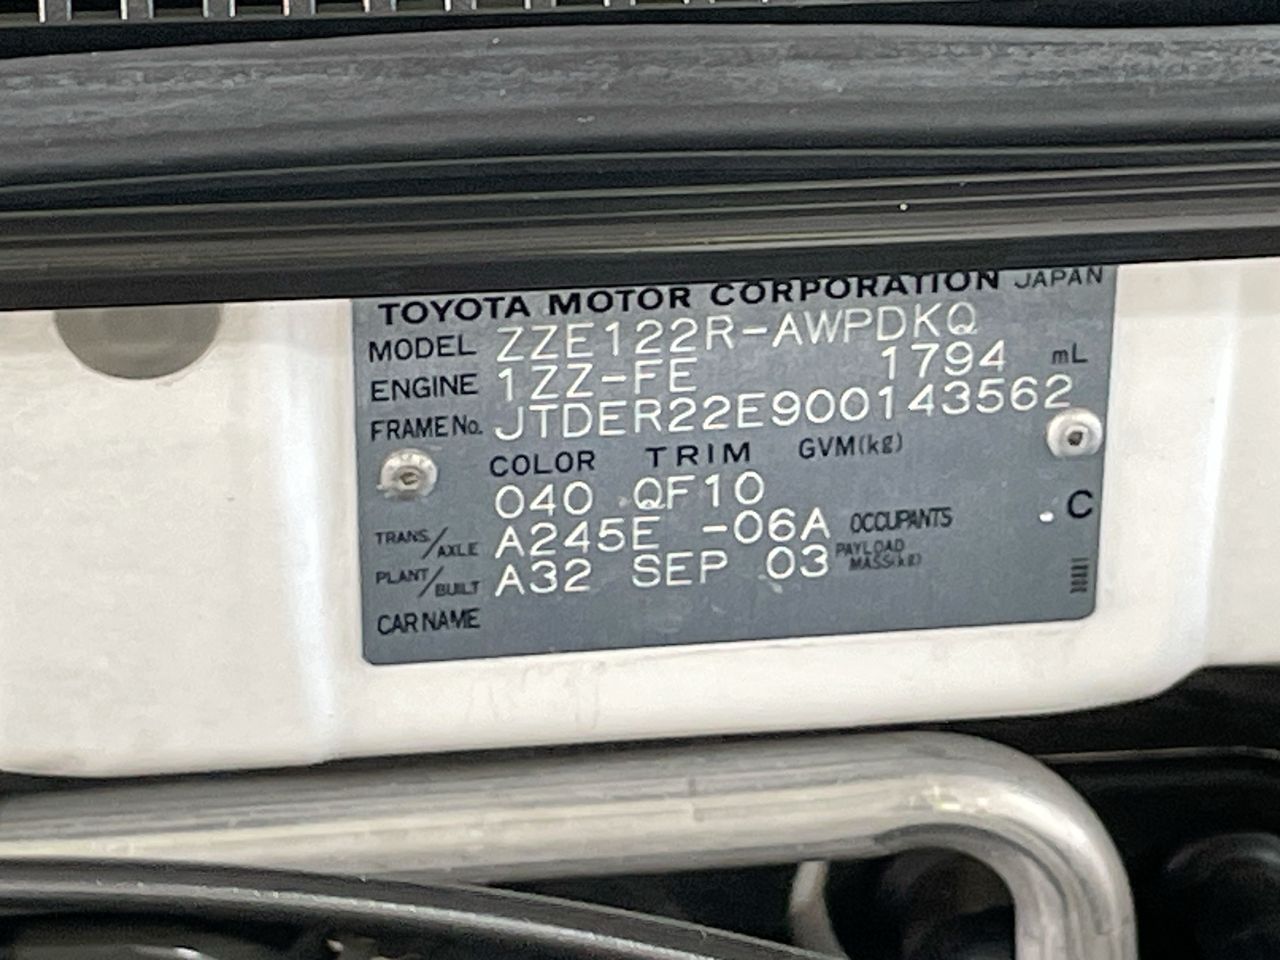 TOYOTA MOTOR CORPORATION JAPAN
MODEL ZZE122R-AWPDKQ
ENGINE 1ZZ-FE 1794 mL
FRAME No. JTDER22E900143562
COLOR TRIM GVM(kg)
040 QF10
TRANS/AXLE A245E -06A OCCUPANTS C
PLANT/BUILT A32 SEP 03 PAYLOAD MASS(kg)
CAR NAME